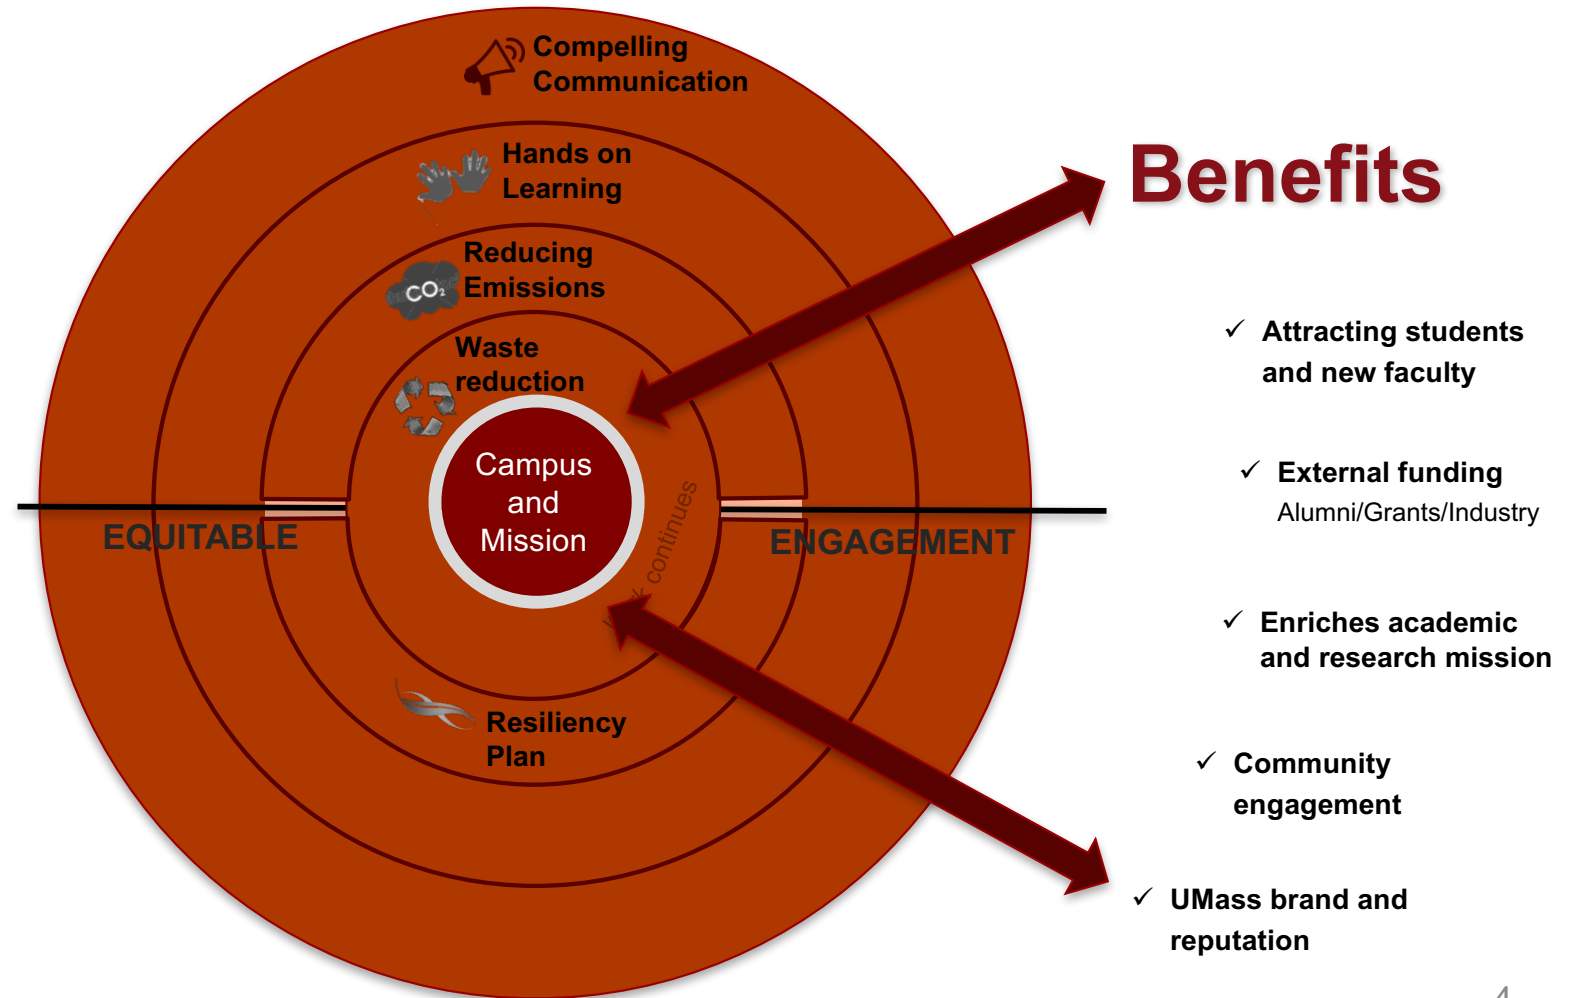 Compelling
Communication
Hands on
Learning
Reducing
Emissions
CO₂
Waste
reduction
Campus
and
Mission
continues
EQUITABLE
ENGAGEMENT
Resiliency
Plan
Benefits
✓ Attracting students
and new faculty
✓ External funding
Alumni/Grants/Industry
✓ Enriches academic
and research mission
✓ Community
engagement
✓ UMass brand and
reputation